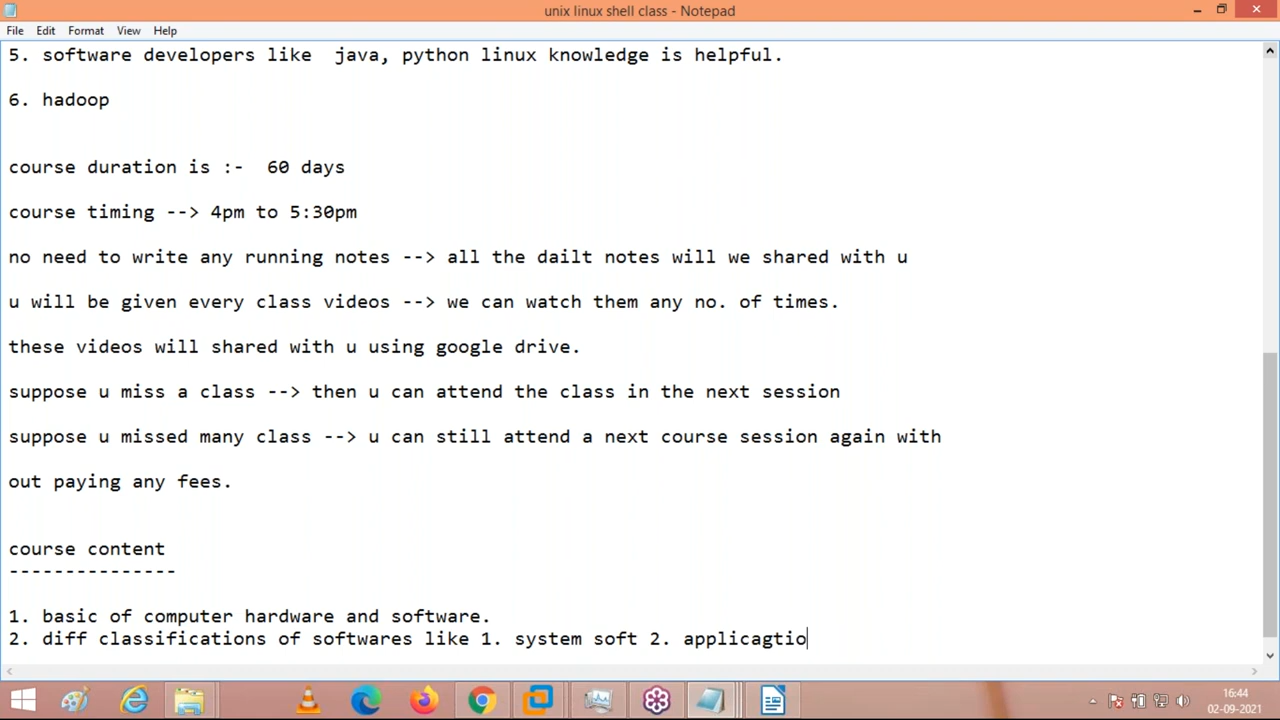 unix linux shell class - Notepad
File Edit Format View Help
5. software developers like  java, python linux knowledge is helpful.
6. hadoop
course duration is :-  60 days
course timing --> 4pm to 5:30pm
no need to write any running notes --> all the dailt notes will we shared with u
u will be given every class videos --> we can watch them any no. of times.
these videos will shared with u using google drive.
suppose u miss a class --> then u can attend the class in the next session
suppose u missed many class --> u can still attend a next course session again with
out paying any fees.
course content
---------------
1. basic of computer hardware and software.
2. diff classifications of softwares like 1. system soft 2. applicagtio
16:44
02-09-2021